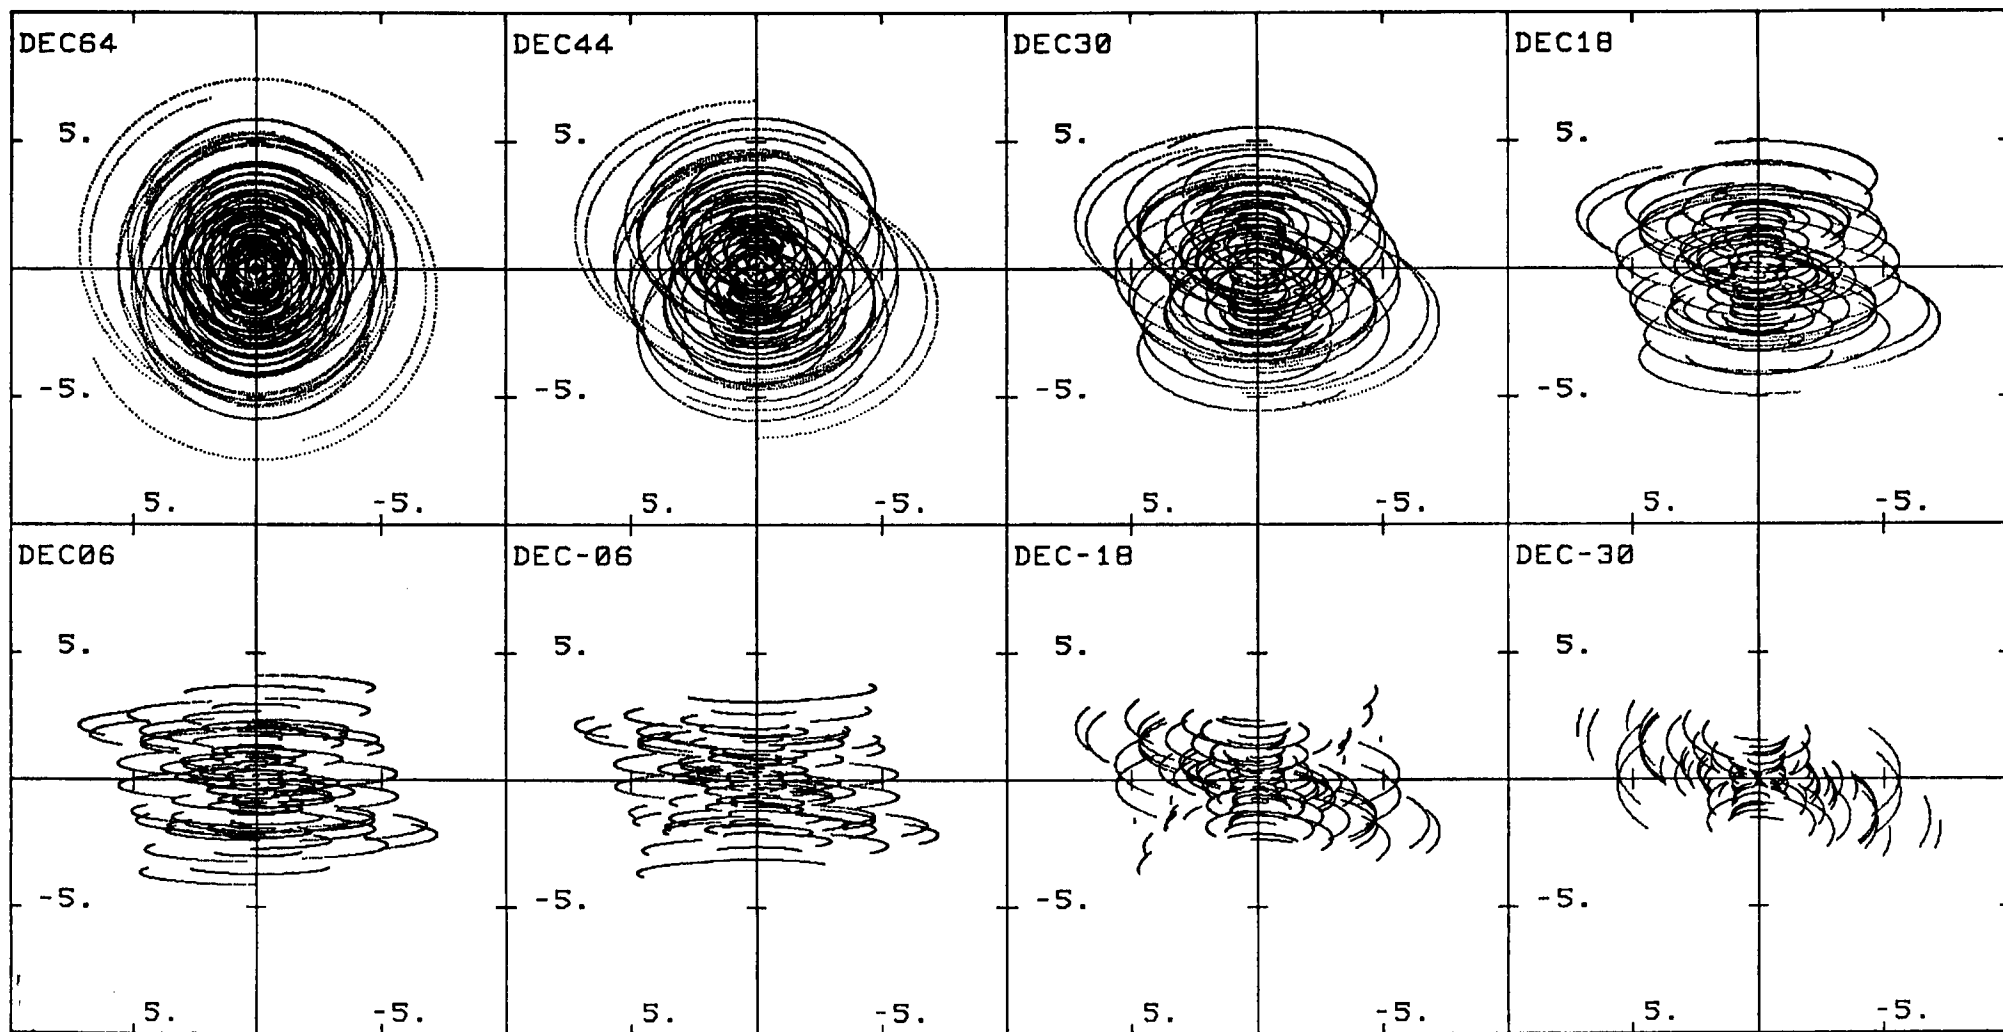 DEC64 DEC44 DEC30 DEC18
5. 5. 5. 5.
-5. -5. -5. -5.
5. -5. 5. -5. 5. -5. 5. -5.
DEC06 DEC-06 DEC-18 DEC-30
5. 5. 5. 5.
-5. -5. -5. -5.
5. -5. 5. -5. 5. -5. 5. -5.